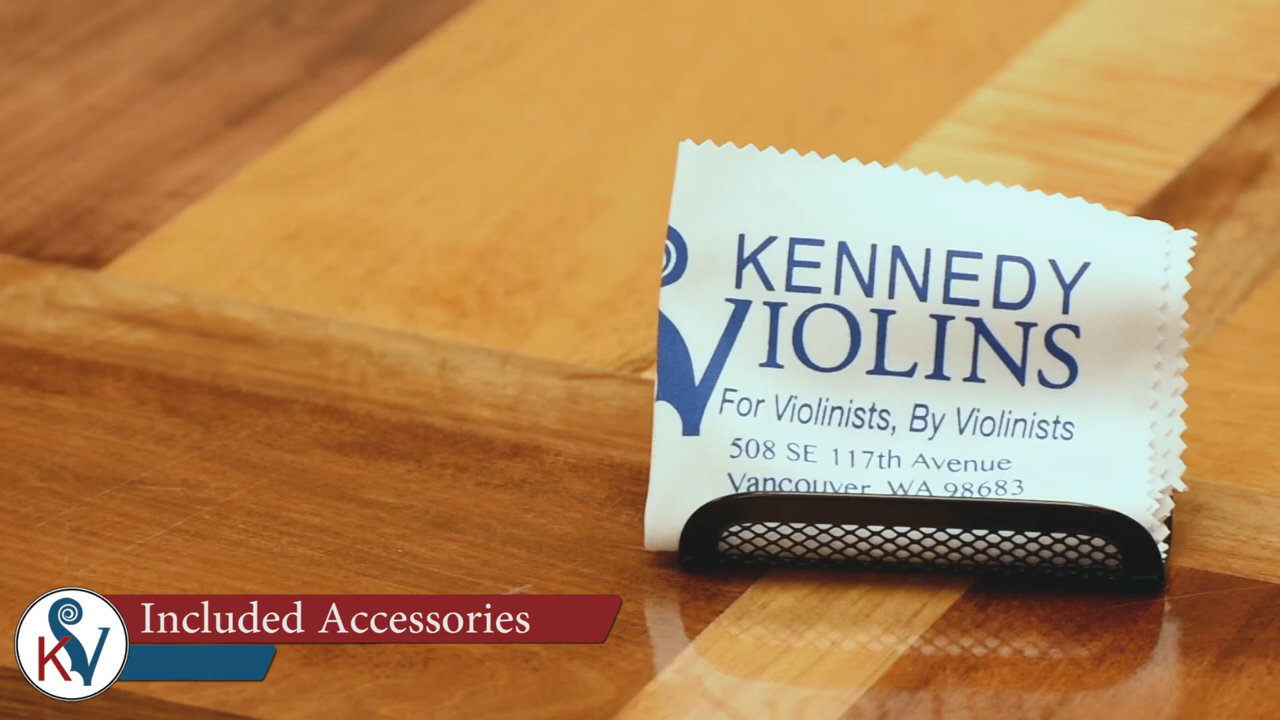 KENNEDY
VIOLINS
For Violinists, By Violinists
508 SE 117th Avenue
Vancouver, WA 98683
Included Accessories
KV